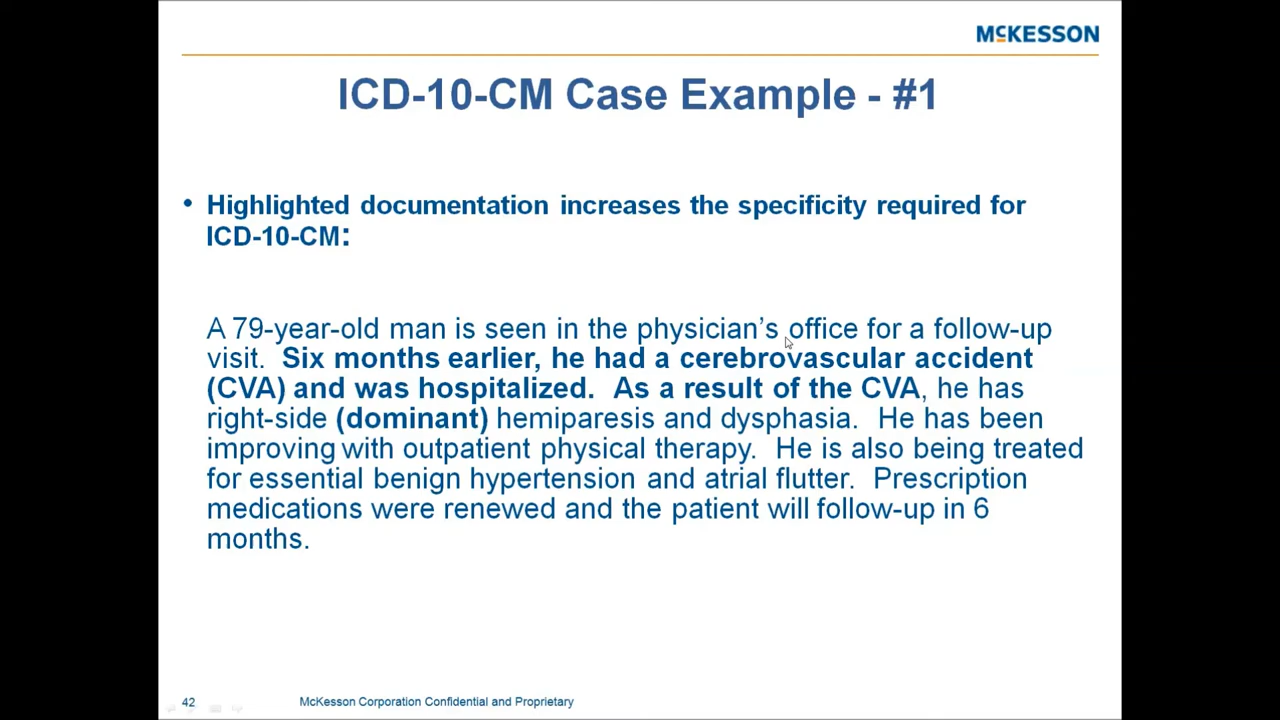 MCKESSON
ICD-10-CM Case Example - #1
• Highlighted documentation increases the specificity required for
ICD-10-CM:
A 79-year-old man is seen in the physician’s office for a follow-up
visit. Six months earlier, he had a cerebrovascular accident
(CVA) and was hospitalized. As a result of the CVA, he has
right-side (dominant) hemiparesis and dysphasia. He has been
improving with outpatient physical therapy. He is also being treated
for essential benign hypertension and atrial flutter. Prescription
medications were renewed and the patient will follow-up in 6
months.
42 McKesson Corporation Confidential and Proprietary